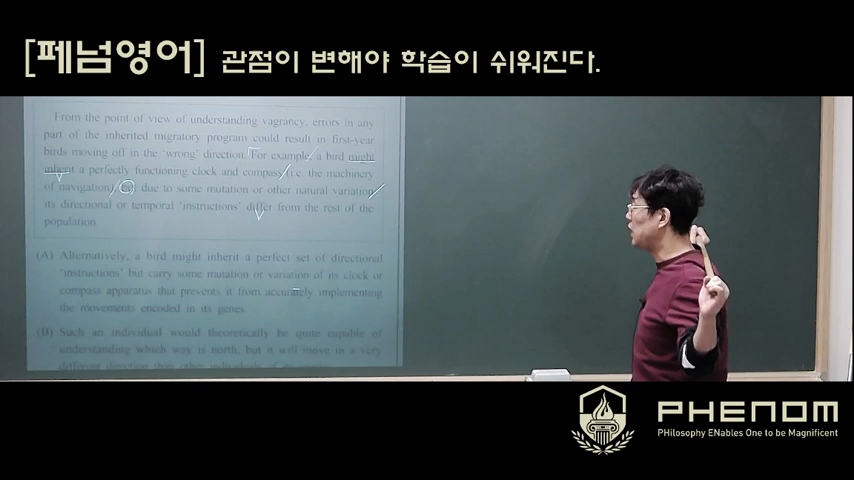 [페넘영어] 관점이 변해야 학습이 쉬워진다.
From the point of view of understanding vagrancy, errors in any
part of the inherited migratory program could result in first-year
birds moving off in the 'wrong' direction. For example, a bird might
inherit a perfectly functioning clock and compass (i.e. the machinery
of navigation), but due to some mutation or other natural variation
its directional or temporal 'instructions' differ from the rest of the
population
(A) Alternatively, a bird might inherit a perfect set of directional
'instructions' but carry some mutation or variation of its clock or
compass apparatus that prevents it from accurately implementing
the movements encoded in its genes.
(B) Such an individual would theoretically be quite capable of
understanding which way is north, but it will move in a very
different direction than other individuals of
PHENOM
PHilosophy ENables One to be Magnificent